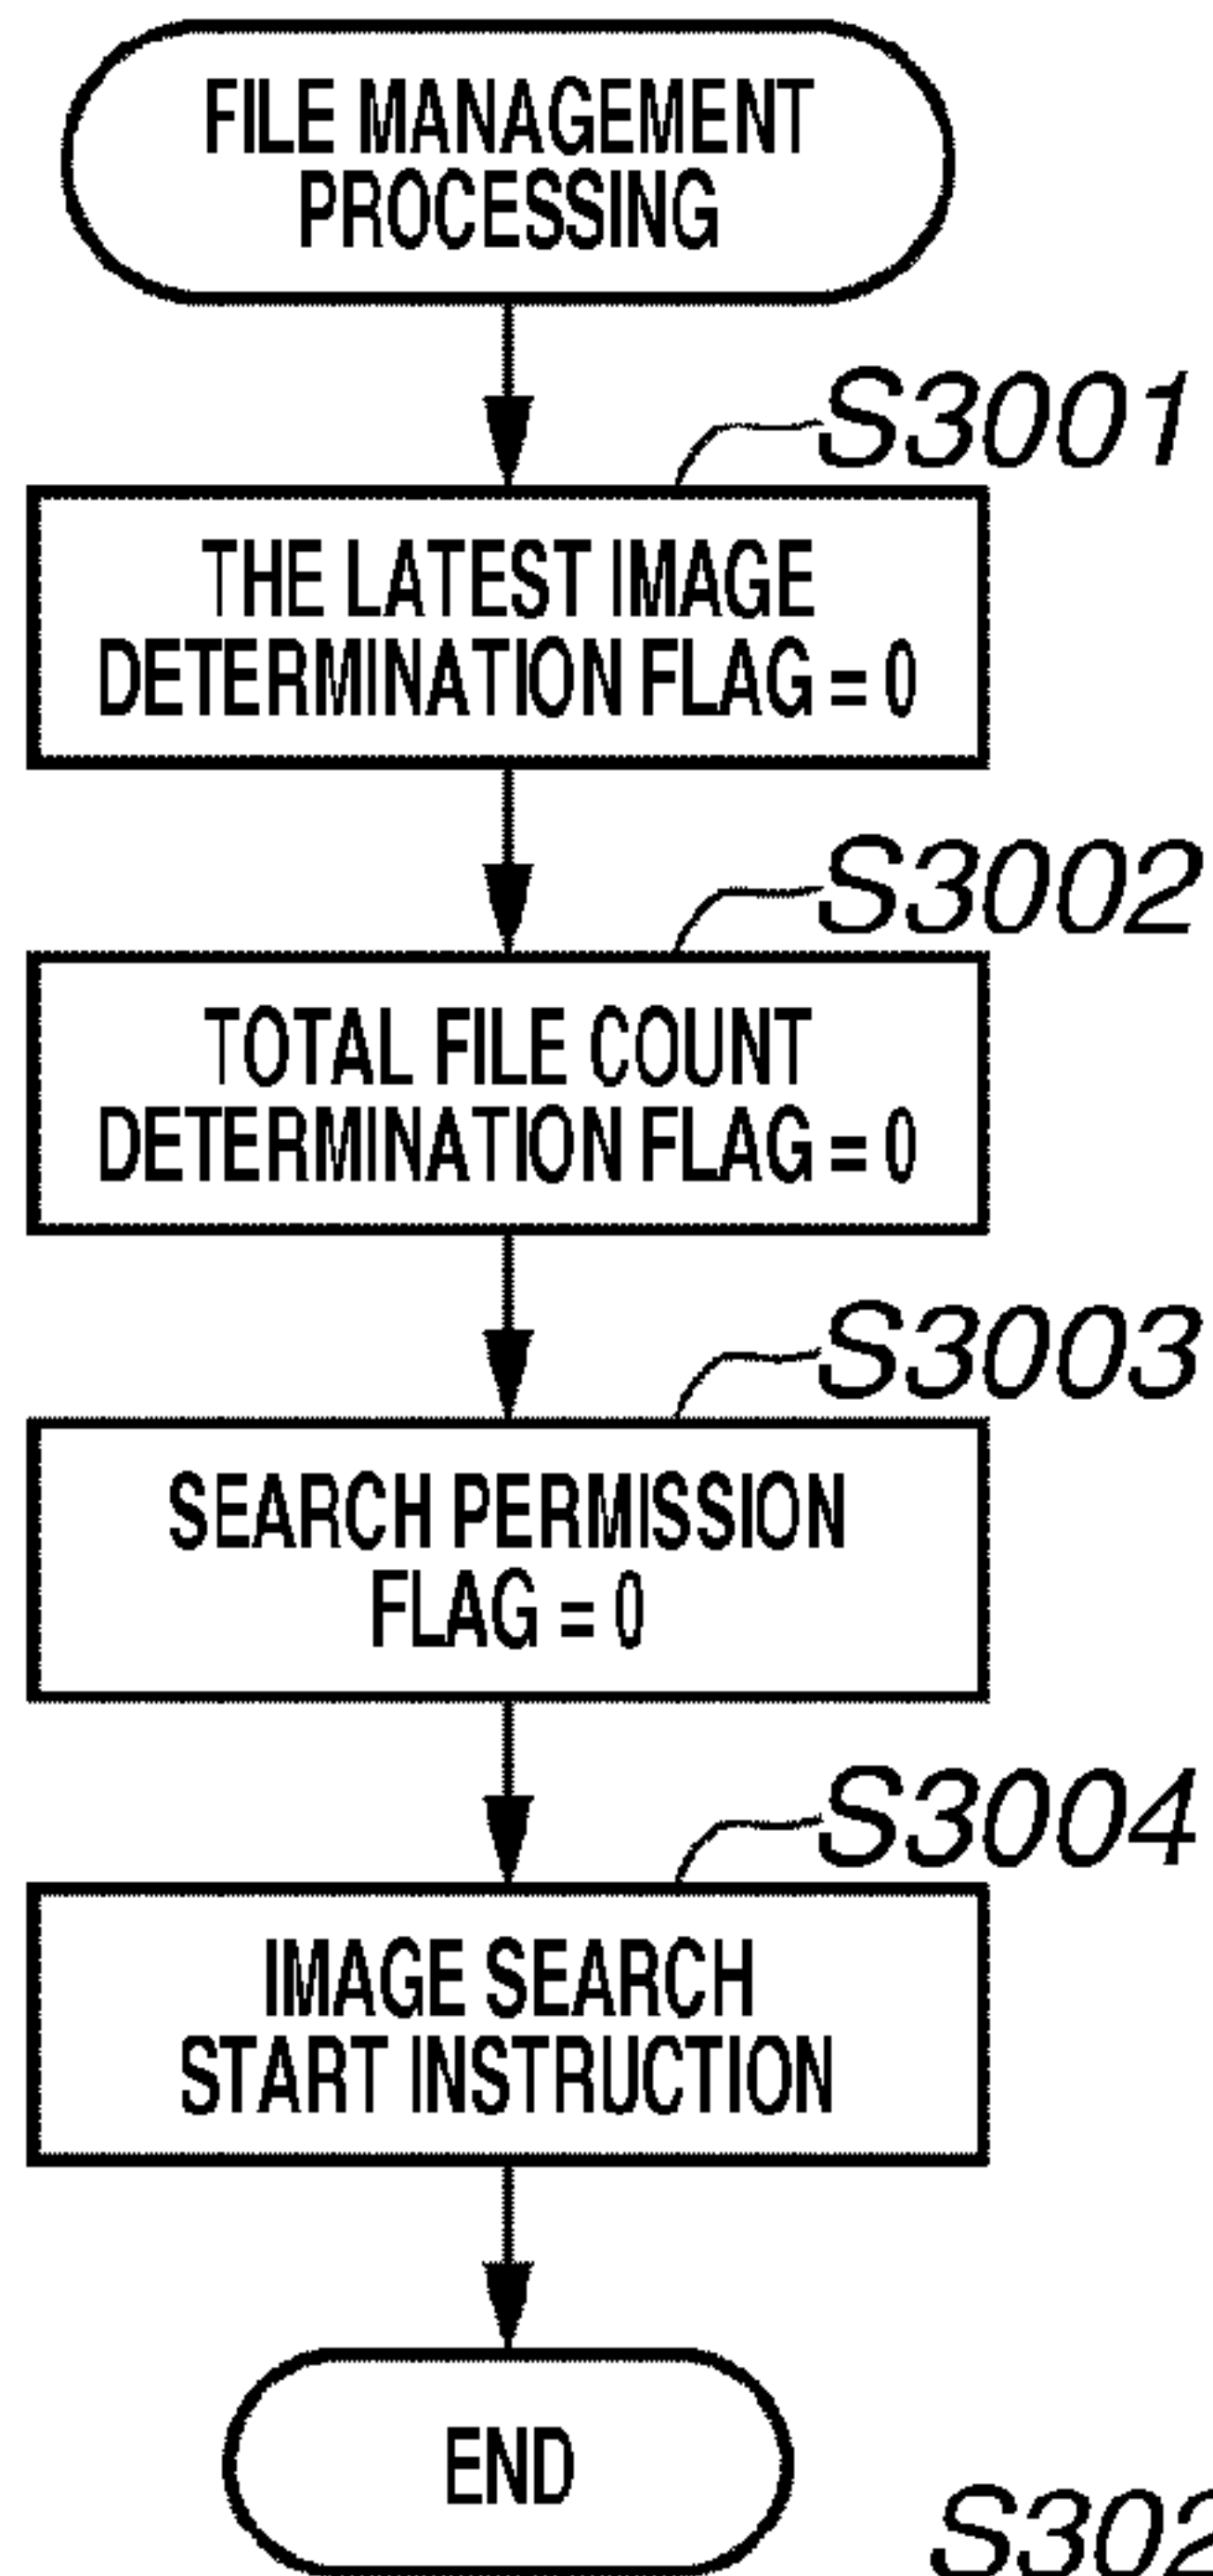 FILE MANAGEMENT
PROCESSING
S3001
THE LATEST IMAGE
DETERMINATION FLAG = 0
S3002
TOTAL FILE COUNT
DETERMINATION FLAG = 0
S3003
SEARCH PERMISSION
FLAG = 0
S3004
IMAGE SEARCH
START INSTRUCTION
END